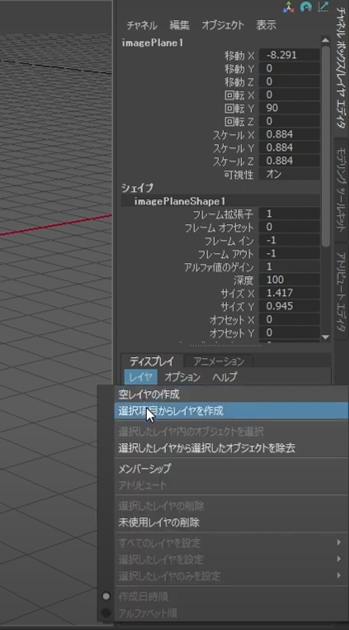 チャネル 編集 オブジェクト 表示
imagePlane1
移動 X -8.291
移動 Y 0
移動 Z 0
回転 X 0
回転 Y 90
回転 Z 0
スケール X 0.884
スケール Y 0.884
スケール Z 0.884
可視性 オン
シェイプ
imagePlaneShape1
フレーム拡張子 1
フレーム オフセット 0
フレーム イン -1
フレーム アウト -1
アルファ値のゲイン 1
深度 100
サイズ X 1.417
サイズ Y 0.945
オフセット X 0
オフセット Y 0
ディスプレイ アニメーション
レイヤ オプション ヘルプ
空レイヤの作成
選択項目からレイヤを作成
選択したレイヤ内のオブジェクトを選択
選択したレイヤから選択したオブジェクトを除去
メンバーシップ
アトリビュート
選択したレイヤの削除
未使用レイヤの削除
すべてのレイヤを設定
選択したレイヤを設定
選択したレイヤのみを設定
作成日時順
アルファベット順
チャネル ボックス/レイヤ エディタ
モデリング ツールキット
アトリビュート エディタ